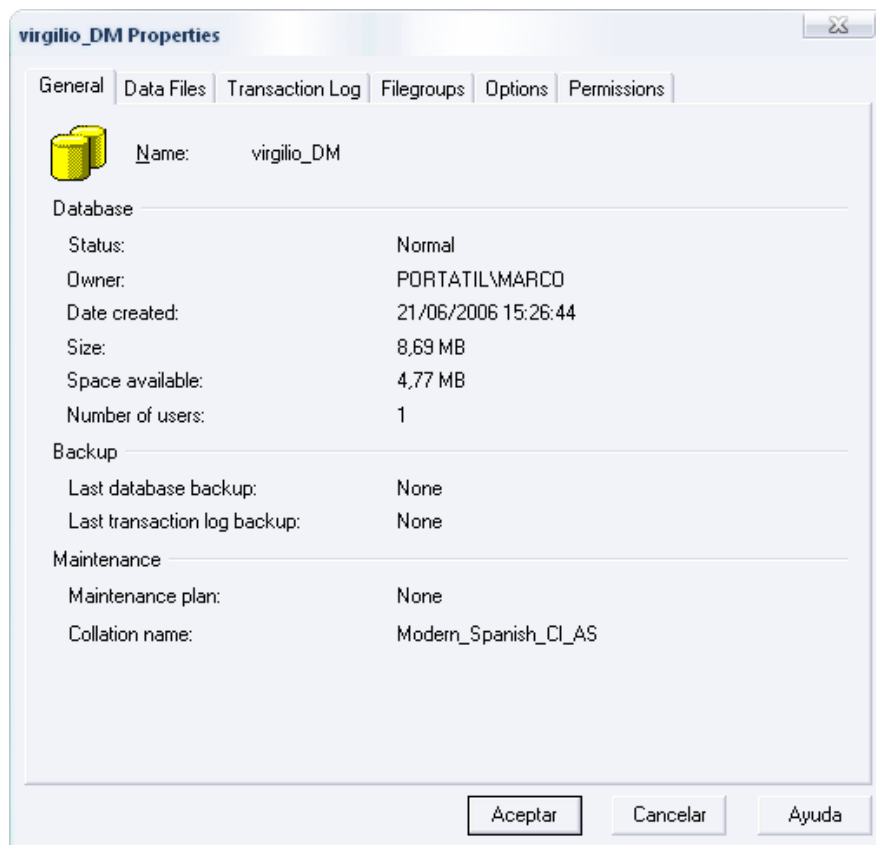 virgilio_DM Properties
General Data Files Transaction Log Filegroups Options Permissions
Name: virgilio_DM
Database
Status: Normal
Owner: PORTATIL\MARCO
Date created: 21/06/2006 15:26:44
Size: 8,69 MB
Space available: 4,77 MB
Number of users: 1
Backup
Last database backup: None
Last transaction log backup: None
Maintenance
Maintenance plan: None
Collation name: Modern_Spanish_CI_AS
Aceptar Cancelar Ayuda